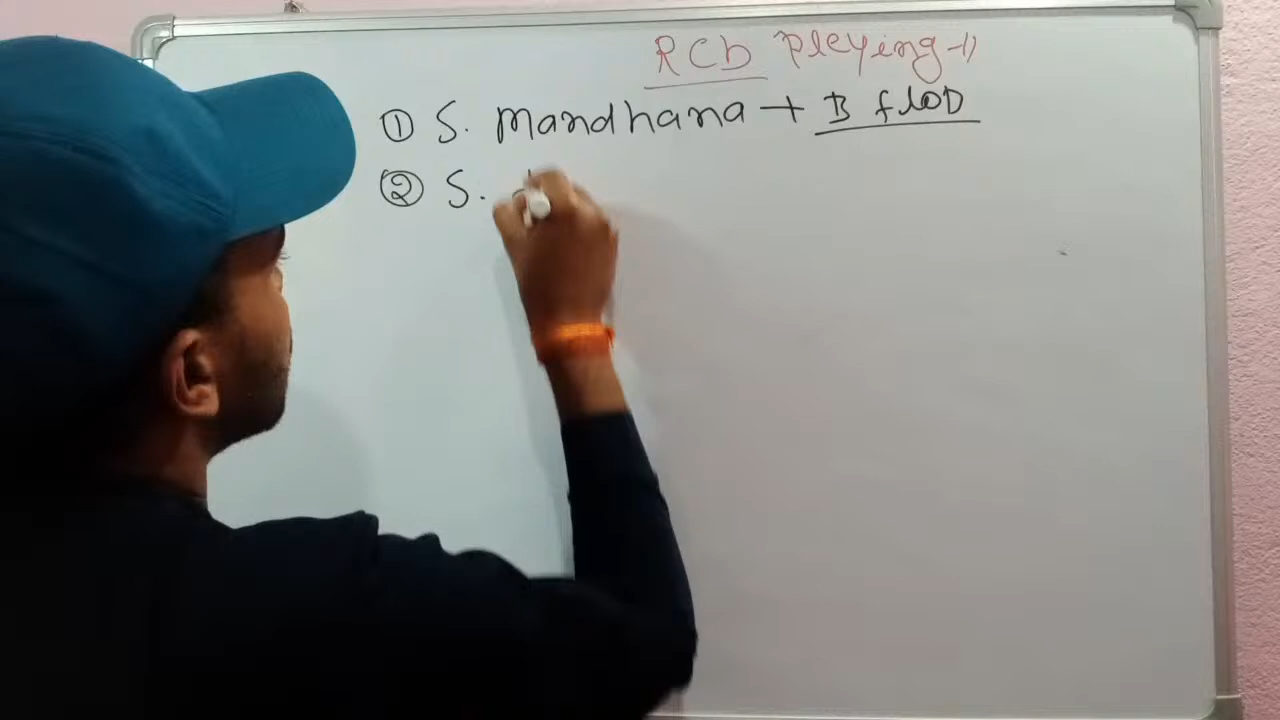 RCb Pleying-11
① S. Mandhana + B flOD
② S.